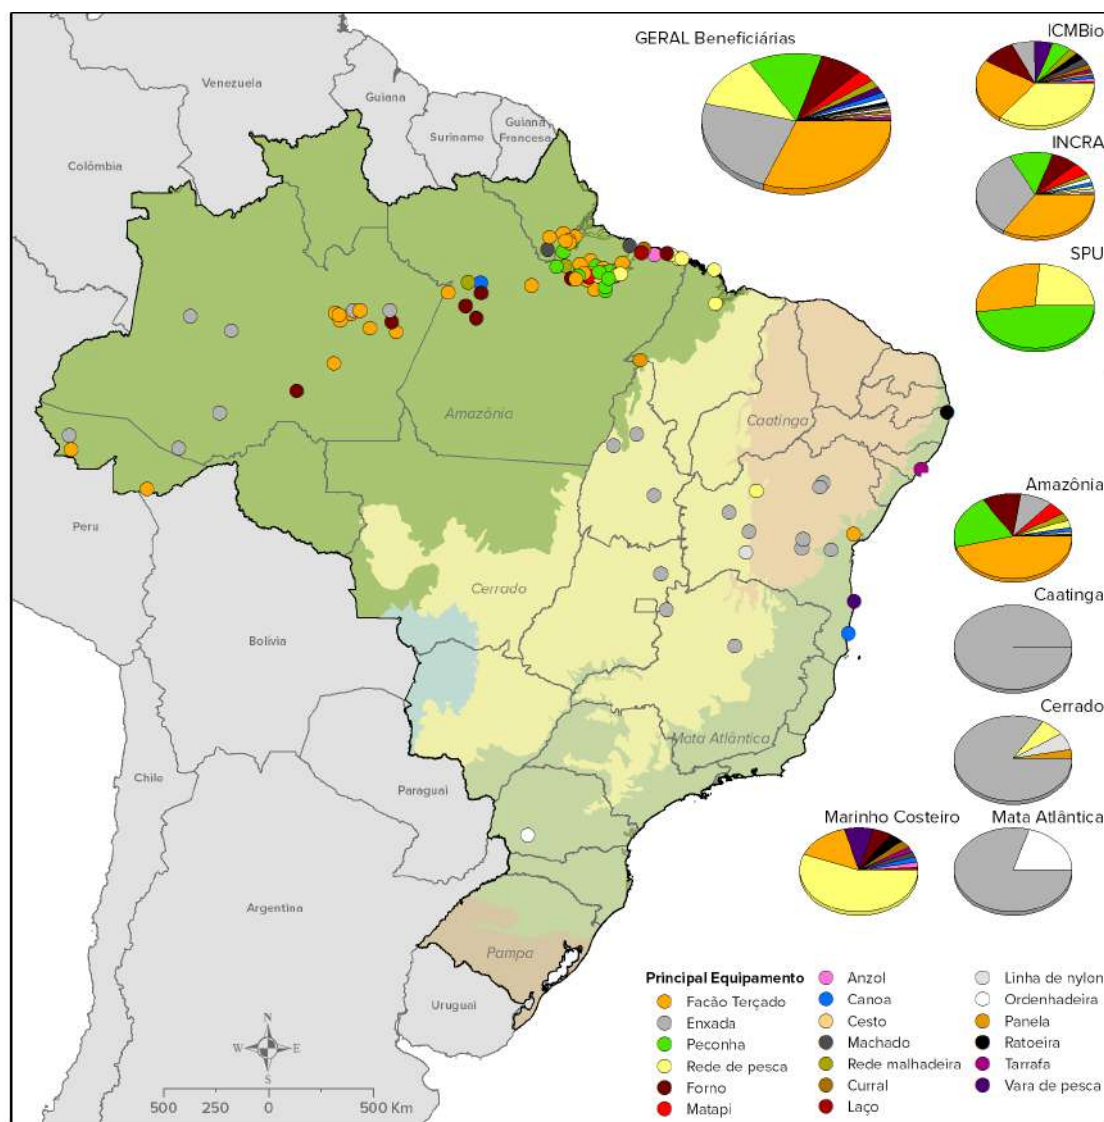 GERAL Beneficiárias
ICMBio
Venezuela
Guiana
Suriname
Guiana
Francesa
Colômbia
INCRA
SPU
Amazônia
Caatinga
Peru
Amazônia
Cerrado
Bolívia
Caatinga
Cerrado
Mata Atlântica
Chile
Paraguai
Marinho Costeiro
Mata Atlântica
Argentina
Pampa
Uruguai
Principal Equipamento
Facão Terçado
Enxada
Peconha
Rede de pesca
Forno
Matapi
Anzol
Canoa
Cesto
Machado
Rede malhadeira
Curral
Laço
Linha de nylon
Ordenhadeira
Panela
Ratoeira
Tarrafa
Vara de pesca
N
W E
S
500 250 0 500 Km